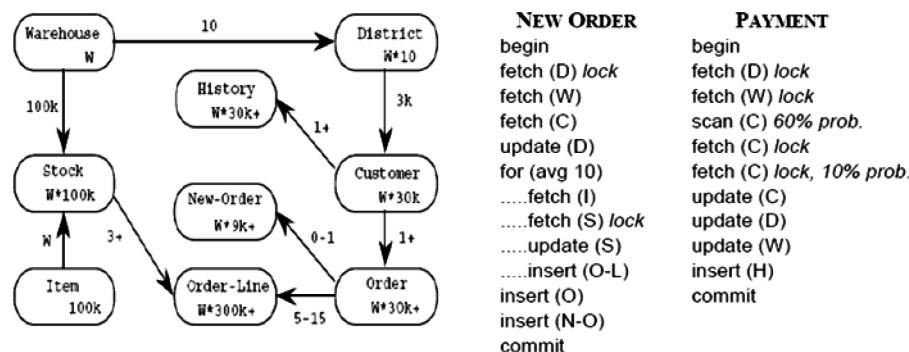 Warehouse
W
10
District
W*10
History
W*30k+
100k
3k
1+
Stock
W*100k
New-Order
W*9k+
Customer
W*30k
W
3+
0-1
1+
Item
100k
Order-Line
W*300k+
5-15
Order
W*30k+
NEW ORDER
begin
fetch (D) lock
fetch (W)
fetch (C)
update (D)
for (avg 10)
.....fetch (I)
.....fetch (S) lock
.....update (S)
.....insert (O-L)
insert (O)
insert (N-O)
commit
PAYMENT
begin
fetch (D) lock
fetch (W) lock
scan (C) 60% prob.
fetch (C) lock
fetch (C) lock, 10% prob.
update (C)
update (D)
update (W)
insert (H)
commit